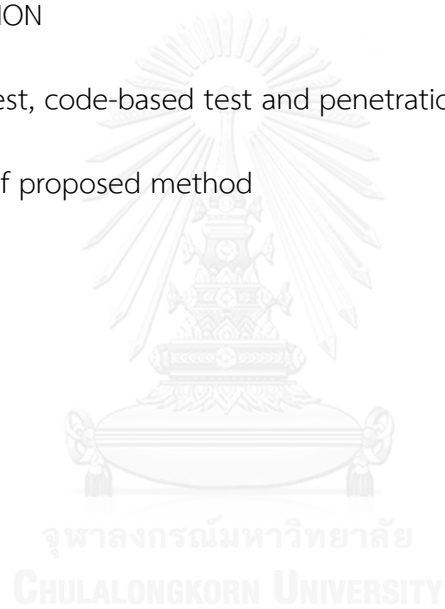 ION
est, code-based test and penetratio
f proposed method
จุฬาลงกรณ์มหาวิทยาลัย
CHULALONGKORN UNIVERSITY